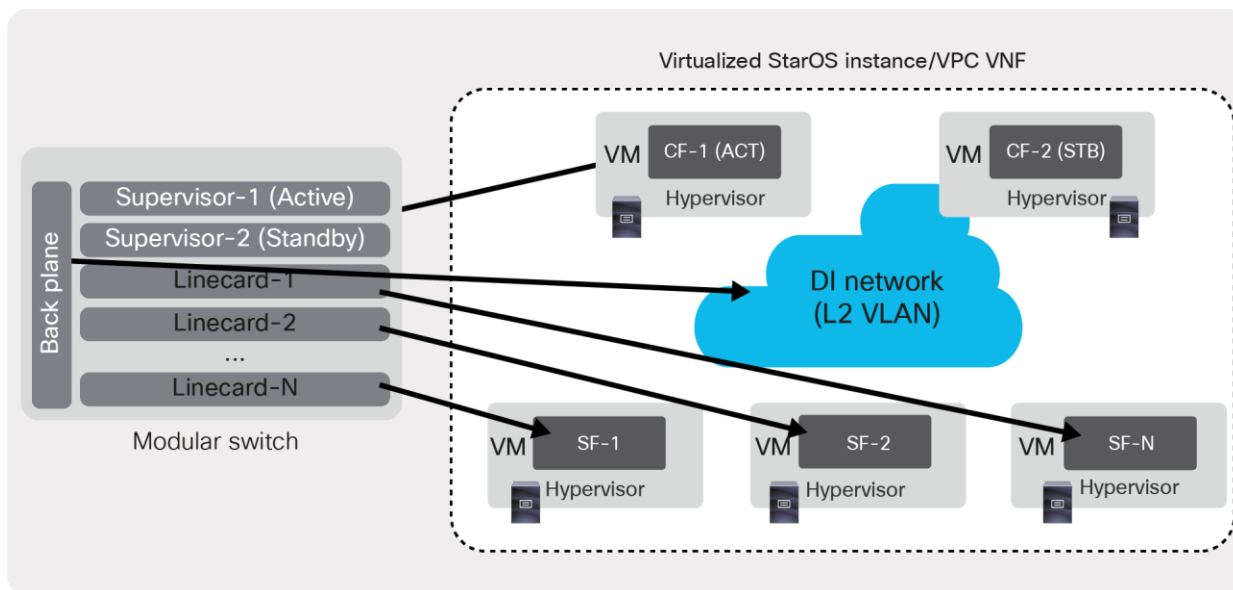 Virtualized StarOS instance/VPC VNF
VM
CF-1 (ACT)
Hypervisor
VM
CF-2 (STB)
Hypervisor
Back plane
Supervisor-1 (Active)
Supervisor-2 (Standby)
Linecard-1
Linecard-2
...
Linecard-N
Modular switch
DI network
(L2 VLAN)
VM
SF-1
Hypervisor
VM
SF-2
Hypervisor
VM
SF-N
Hypervisor